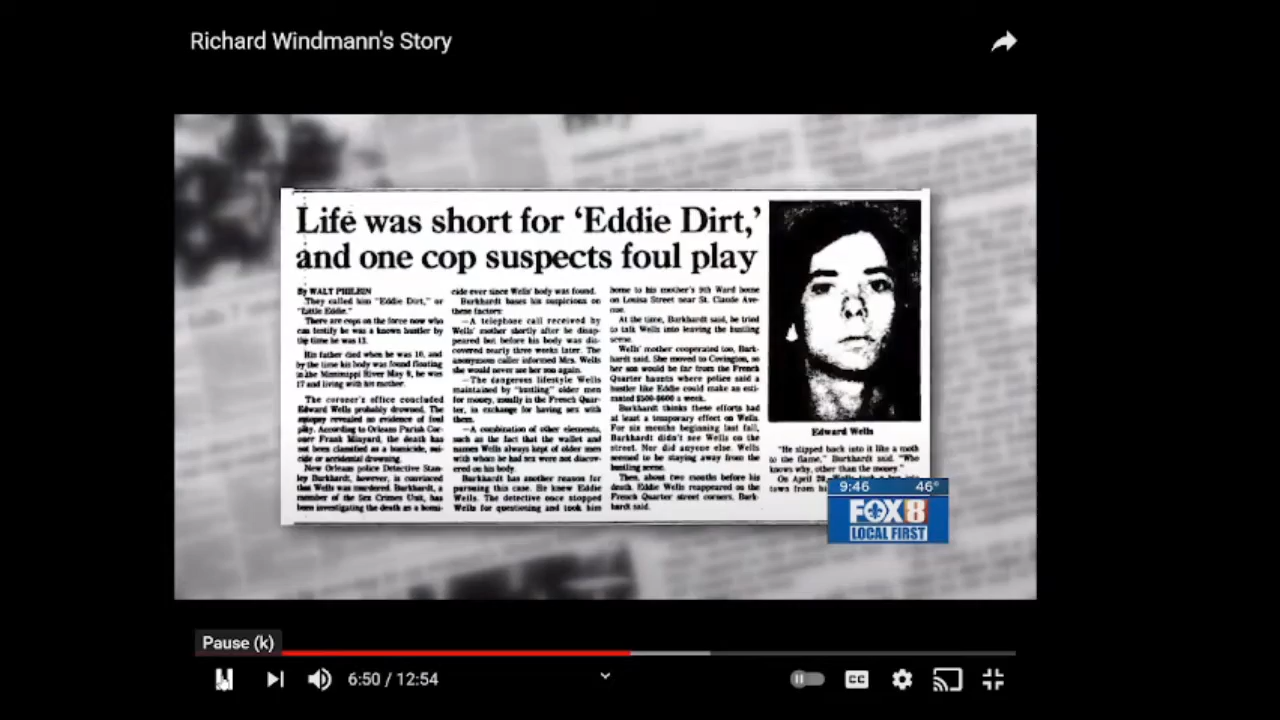 Richard Windmann's Story
Life was short for ‘Eddie Dirt,’
and one cop suspects foul play
By WALT PHILBIN
They called him "Eddie Dirt," or
"Little Eddie."
There are cops on the force now who
can testify he was a known hustler by
the time he was 13.
His father died when he was 10, and
by the time his body was found floating
in the Mississippi River May 9, he was
17 and living with his mother.
The coroner's office concluded
Edward Wells probably drowned. The
autopsy revealed no evidence of foul
play. According to Orleans Parish Cor-
oner Frank Minyard, the death has
not been classified as a homicide, sui-
cide or accidental drowning.
New Orleans police Detective Stan-
ley Burkhardt, however, is convinced
that Wells was murdered. Burkhardt, a
member of the Sex Crimes Unit, has
been investigating the death as a homi-
cide ever since Wells' body was found.
Burkhardt bases his suspicions on
these factors:
—A telephone call received by
Wells' mother shortly after he disap-
peared but before his body was dis-
covered nearly three weeks later. The
anonymous caller informed Mrs. Wells
she would never see her son again.
—The dangerous lifestyle Wells
maintained by "hustling" older men
for money, usually in the French Quar-
ter, in exchange for having sex with
them.
—A combination of other elements,
such as the fact that the wallet and
names Wells always kept of older men
with whom he had sex were not discov-
ered on his body.
Burkhardt has another reason for
pursuing this case. He knew Eddie
Wells. The detective once stopped
Wells for questioning and took him
home to his mother's 9th Ward home
on Louisa Street near St. Claude Ave-
nue.
At the time, Burkhardt said, he tried
to talk Wells into leaving the hustling
scene.
Wells' mother cooperated too, Burk-
hardt said. She moved to Covington, so
her son would be far from the French
Quarter haunts where police said a
hustler like Eddie could make an esti-
mated $500-$600 a week.
Burkhardt thinks these efforts had
at least a temporary effect on Wells.
For six months beginning last fall,
Burkhardt didn't see Wells on the
street. Nor did anyone else. Wells
seemed to be staying away from the
hustling scene.
Then, about two months before his
death, Eddie Wells reappeared on the
French Quarter street corners, Burk-
hardt said.
Edward Wells
"He slipped back into it like a moth
to the flame," Burkhardt said. "Who
knows why, other than the money."
On April 20, Wells
town from
9:46 46°
FOX 8
LOCAL FIRST
Pause (k)
6:50 / 12:54
CC